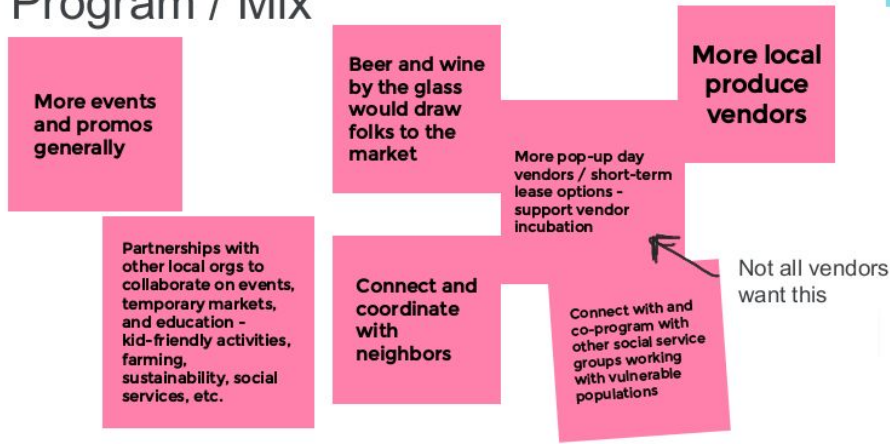 Program / Mix
More events
and promos
generally
Beer and wine
by the glass
would draw
folks to the
market
More local
produce
vendors
More pop-up day
vendors / short-term
lease options -
support vendor
incubation
Partnerships with
other local orgs to
collaborate on events,
temporary markets,
and education -
kid-friendly activities,
farming,
sustainability, social
services, etc.
Connect and
coordinate
with
neighbors
Connect with and
co-program with
other social service
groups working
with vulnerable
populations
Not all vendors
want this